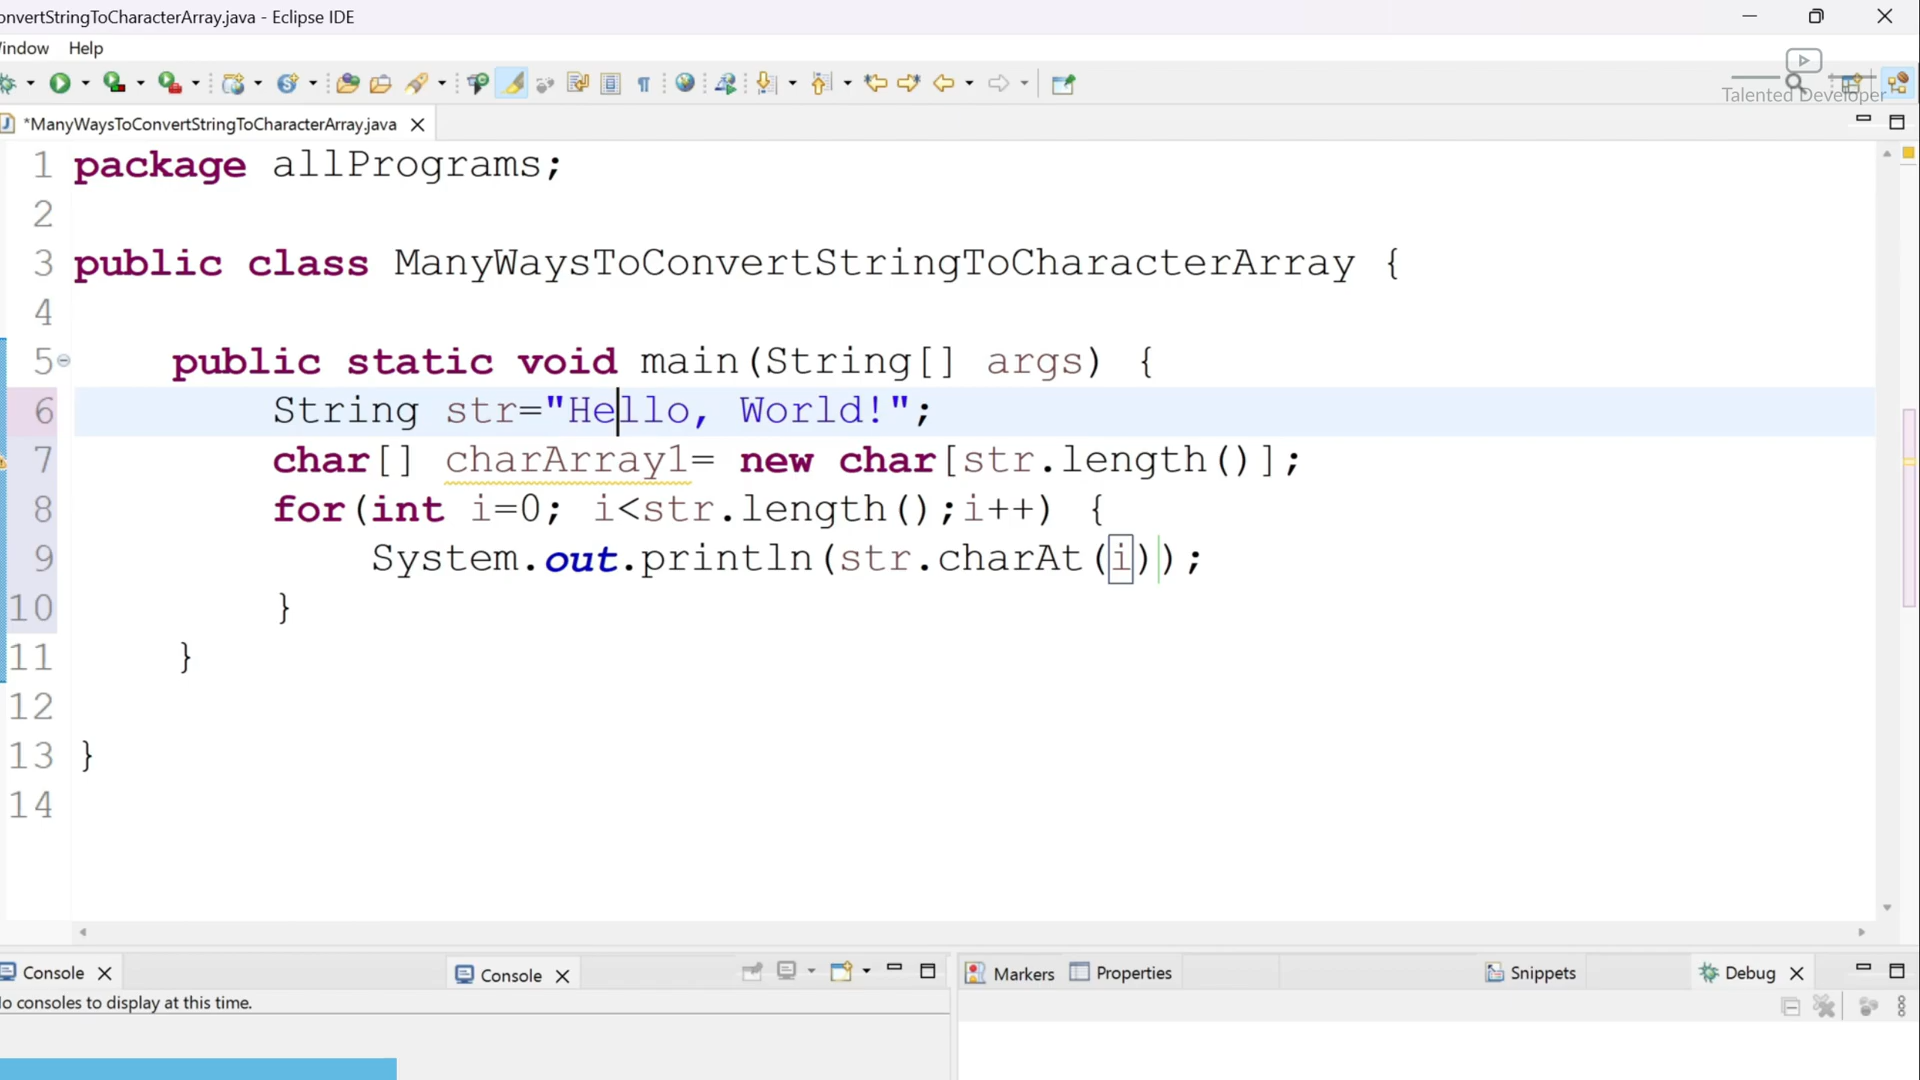 onvertStringToCharacterArray.java - Eclipse IDE
indow Help
Talented Developer
*ManyWaysToConvertStringToCharacterArray.java
1 package allPrograms;
2
3 public class ManyWaysToConvertStringToCharacterArray {
4
5 public static void main(String[] args) {
6 String str="Hello, World!";
7 char[] charArray1= new char[str.length()];
8 for(int i=0; i<str.length();i++) {
9 System.out.println(str.charAt(i));
10 }
11 }
12
13 }
14
Console Console Markers Properties Snippets Debug
o consoles to display at this time.